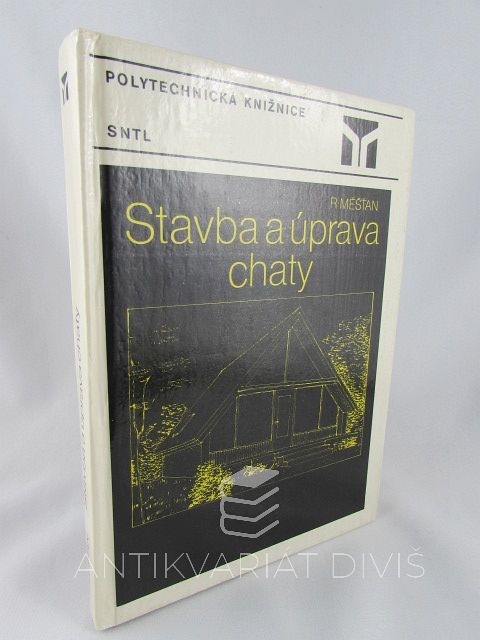 POLYTECHNICKÁ KNIŽNICE
SNTL
R. MĚŠŤAN
Stavba a úprava
chaty
ANTIKVARIÁT DIVIŠ